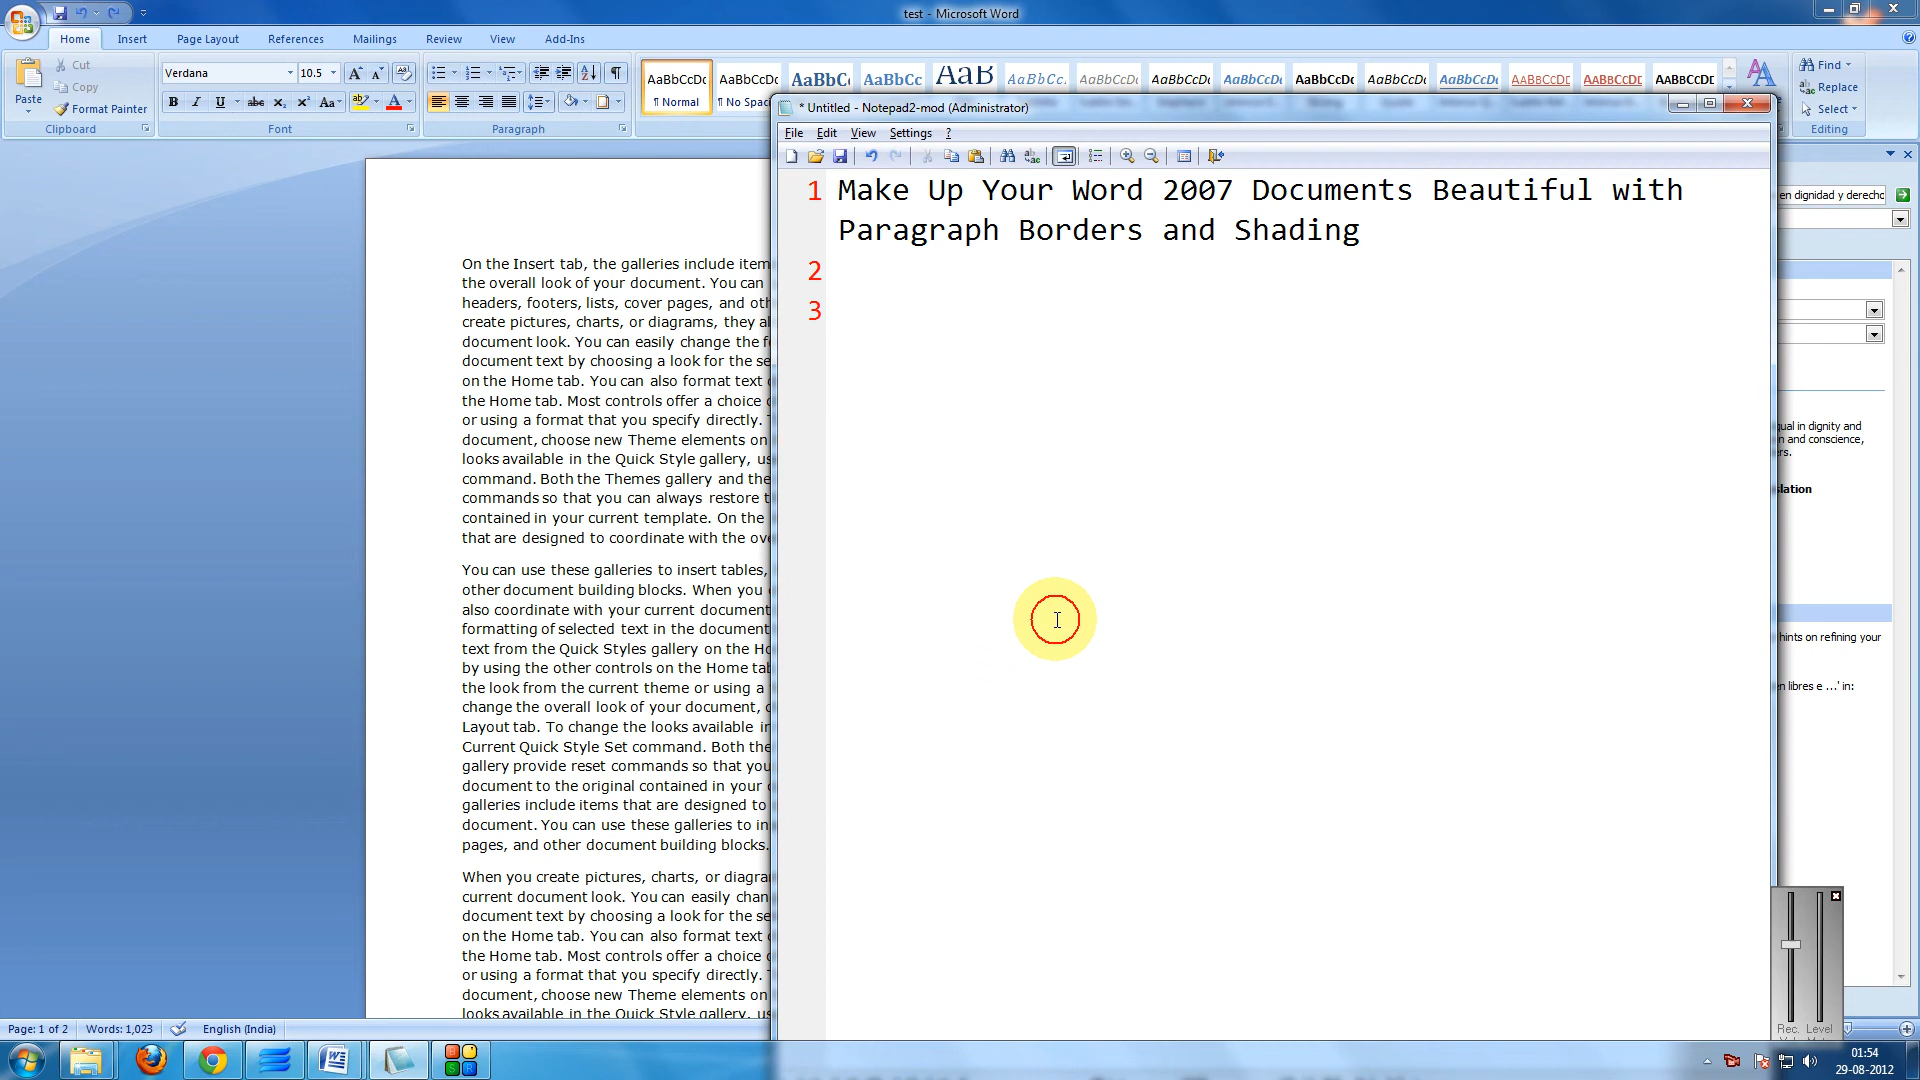 test - Microsoft Word
Home Insert Page Layout References Mailings Review View Add-Ins
Paste
Cut
Copy
Format Painter
Clipboard
Verdana 10.5
Font
Paragraph
AaBbCcDc
¶ Normal
AaBbCcDc
¶ No Spac
AaBbC
AaBbCc
AaB
AaBbCc.
AaBbCcDc
AaBbCcDc
AaBbCcDc
AaBbCcDc
AaBbCcDc
AaBbCcDc
AABBCCDE
AABBCCDE
AABBCCDE
Find
Replace
Select
Editing
* Untitled - Notepad2-mod (Administrator)
File Edit View Settings ?
1 Make Up Your Word 2007 Documents Beautiful with
Paragraph Borders and Shading
2
3
On the Insert tab, the galleries include item
the overall look of your document. You can
headers, footers, lists, cover pages, and oth
create pictures, charts, or diagrams, they al
document look. You can easily change the f
document text by choosing a look for the se
on the Home tab. You can also format text
the Home tab. Most controls offer a choice
or using a format that you specify directly.
document, choose new Theme elements on
looks available in the Quick Style gallery, us
command. Both the Themes gallery and the
commands so that you can always restore t
contained in your current template. On the
that are designed to coordinate with the ove
You can use these galleries to insert tables,
other document building blocks. When you
also coordinate with your current document
formatting of selected text in the document
text from the Quick Styles gallery on the Ho
by using the other controls on the Home tab
the look from the current theme or using a
change the overall look of your document,
Layout tab. To change the looks available in
Current Quick Style Set command. Both the
gallery provide reset commands so that you
document to the original contained in your
galleries include items that are designed to
document. You can use these galleries to in
pages, and other document building blocks.
When you create pictures, charts, or diagra
current document look. You can easily chan
document text by choosing a look for the se
on the Home tab. You can also format text
the Home tab. Most controls offer a choice
or using a format that you specify directly.
document, choose new Theme elements on
looks available in the Quick Style gallery, us
en dignidad y derecho
qual in dignity and
n and conscience,
ers.
slation
hints on refining your
en libres e ...' in:
Rec. Level
Page: 1 of 2 Words: 1,023 English (India)
01:54
29-08-2012